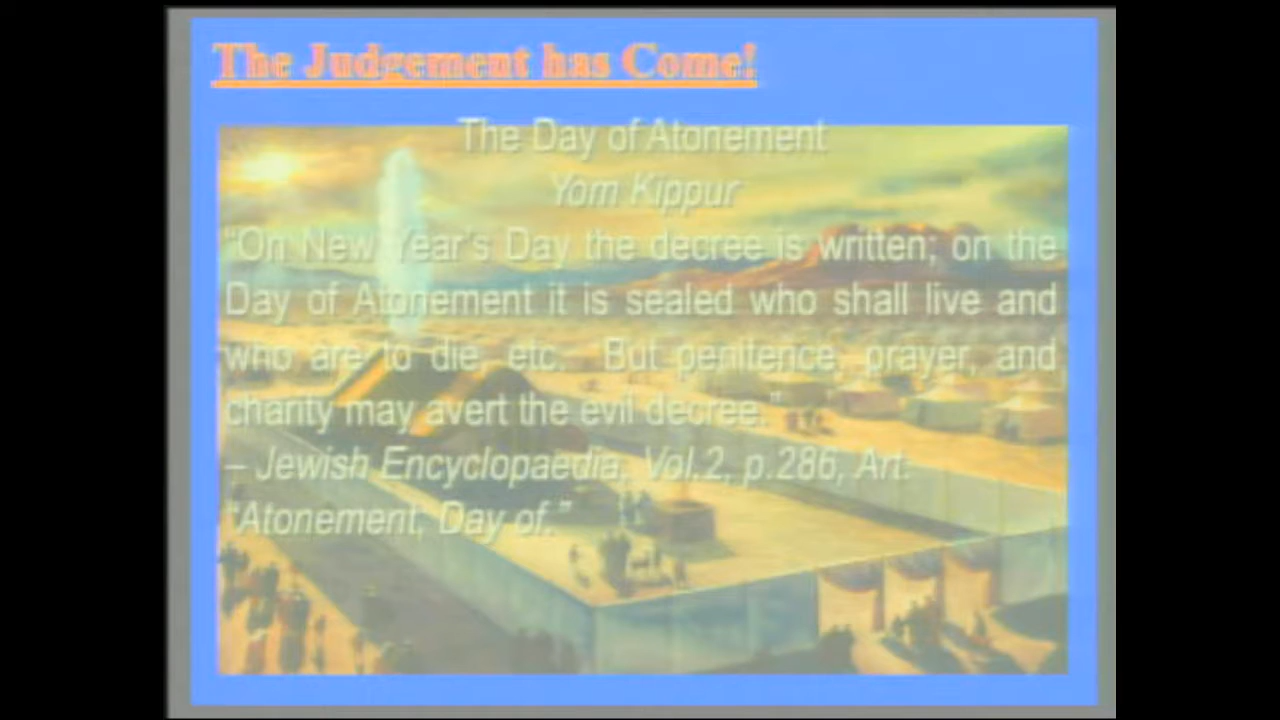 The Judgement has Come!
The Day of Atonement
Yom Kippur
"On New Year's Day the decree is written; on the
Day of Atonement it is sealed who shall live and
who are to die, etc. But penitence, prayer, and
charity may avert the evil decree."
– Jewish Encyclopaedia, Vol.2, p.286, Art.
"Atonement, Day of."